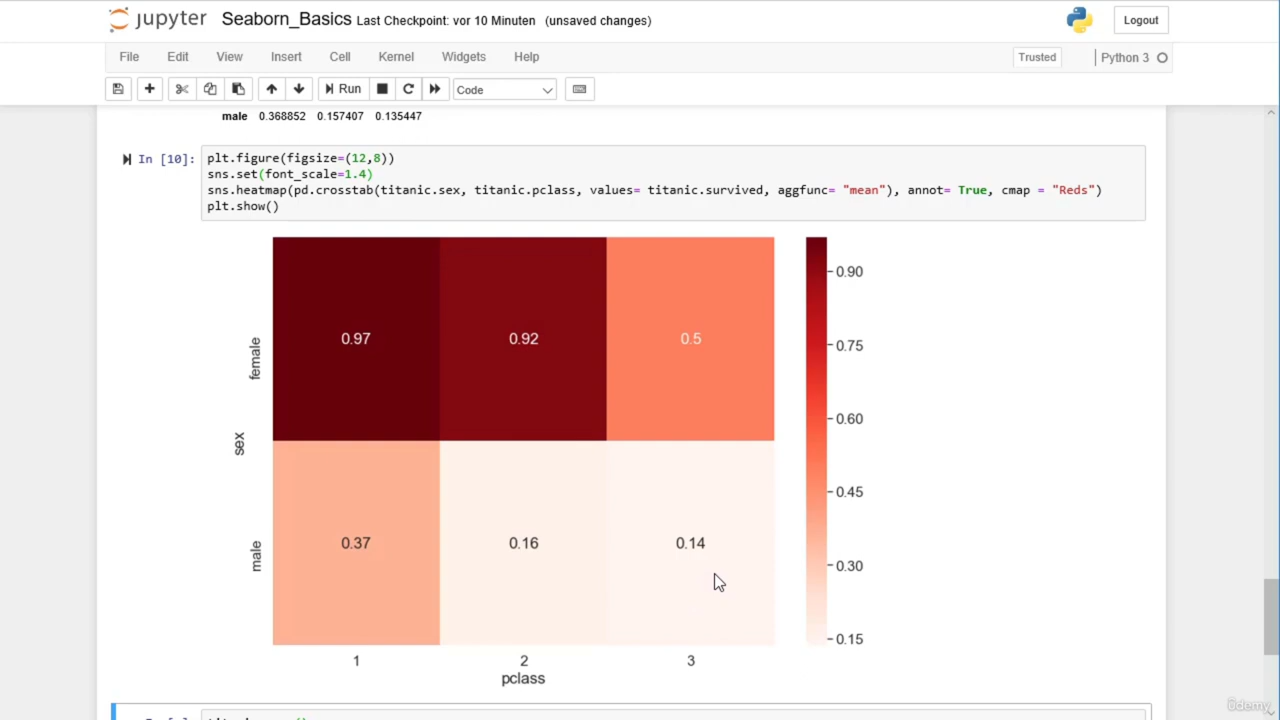 jupyter Seaborn_Basics Last Checkpoint: vor 10 Minuten (unsaved changes) Logout
File Edit View Insert Cell Kernel Widgets Help Trusted Python 3
Run Code
male 0.368852 0.157407 0.135447
In [10]: plt.figure(figsize=(12,8))
sns.set(font_scale=1.4)
sns.heatmap(pd.crosstab(titanic.sex, titanic.pclass, values= titanic.survived, aggfunc= "mean"), annot= True, cmap = "Reds")
plt.show()
0.90
0.97 0.92 0.5
female
0.75
0.60
sex
0.45
0.37 0.16 0.14
male
0.30
0.15
1 2 3
pclass
Udemy